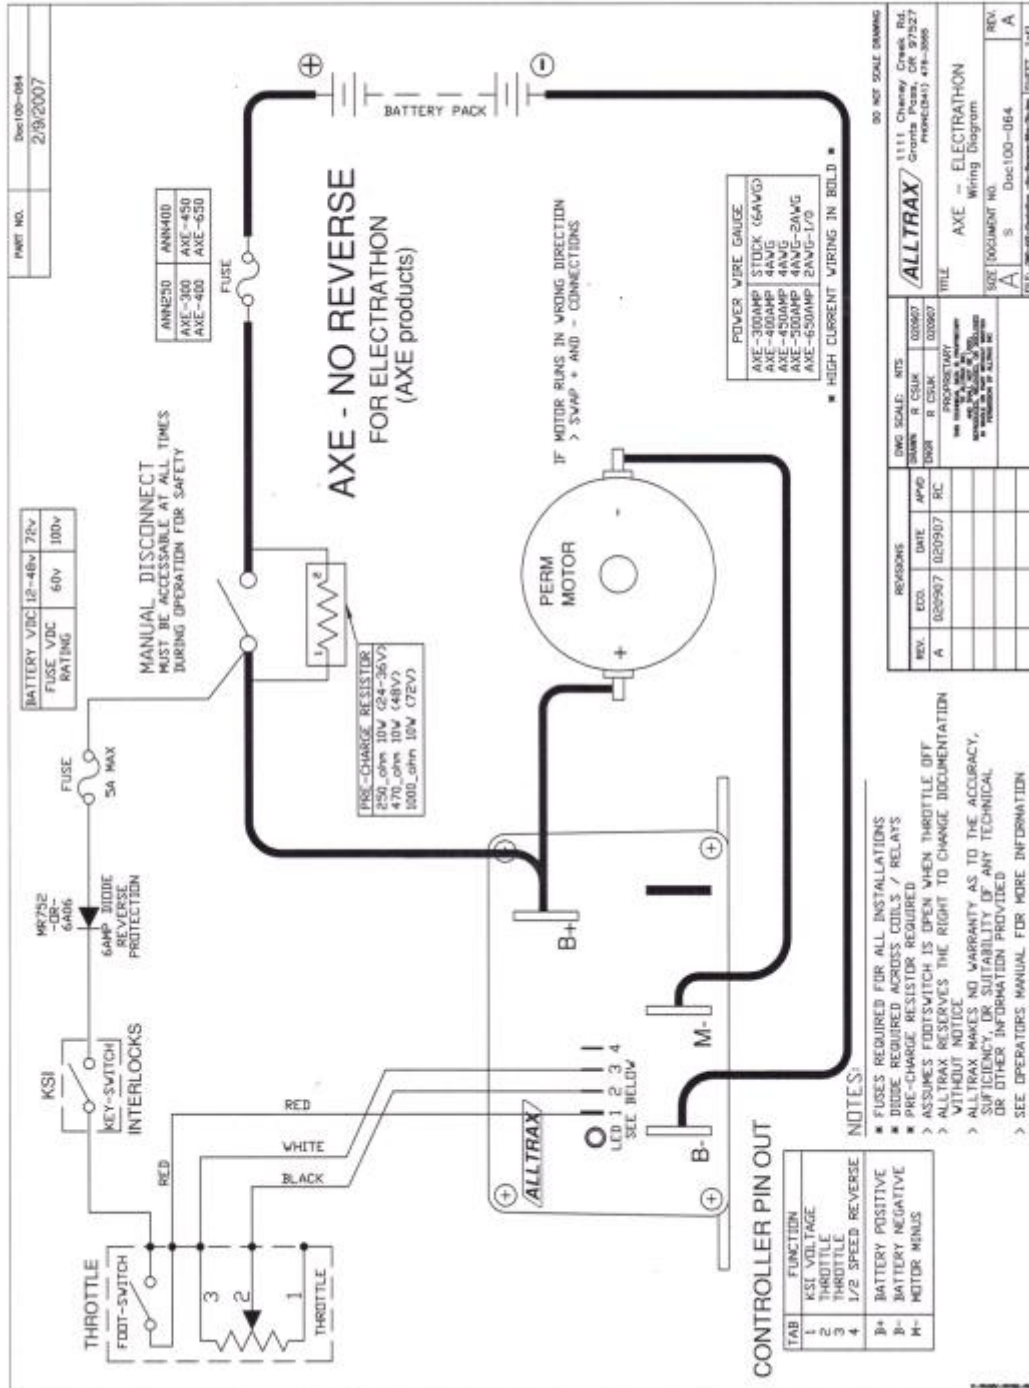 PART NO.
Doc100-084
2/9/2007
BATTERY VDC 12-48v 72v
FUSE VDC RATING 60v 100v
ANN250 ANN400
AXE-300 AXE-450
AXE-400 AXE-650
FUSE
MANUAL DISCONNECT
MUST BE ACCESSABLE AT ALL TIMES
DURING OPERATION FOR SAFETY
BATTERY PACK
+
-
AXE - NO REVERSE
FOR ELECTRATHON
(AXE products)
FUSE
5A MAX
MR752
-OR-
6A06
6AMP DIODE
REVERSE
PROTECTION
KSI
KEY-SWITCH
INTERLOCKS
1
2
PRE-CHARGE RESISTOR
250_ohm 10W (24-36V)
470_ohm 10W (48V)
1000_ohm 10W (72V)
THROTTLE
FOOT-SWITCH
3
2
1
THROTTLE
RED
RED
WHITE
BLACK
IF MOTOR RUNS IN WRONG DIRECTION
> SWAP + AND - CONNECTIONS
PERM
MOTOR
+
-
B+
M-
B-
ALLTRAX
LED 1 2 3 4
SEE BELOW
POWER WIRE GAUGE
AXE-300AMP STOCK (6AWG)
AXE-400AMP 4AWG
AXE-450AMP 4AWG
AXE-500AMP 4AWG-2AWG
AXE-650AMP 2AWG-1/0
* HIGH CURRENT WIRING IN BOLD *
CONTROLLER PIN OUT
TAB FUNCTION
1 KSI VOLTAGE
2 THROTTLE
3 THROTTLE
4 1/2 SPEED REVERSE
B+ BATTERY POSITIVE
B- BATTERY NEGATIVE
M- MOTOR MINUS
NOTES:
* FUSES REQUIRED FOR ALL INSTALLATIONS
* DIODE REQUIRED ACROSS COILS / RELAYS
* PRE-CHARGE RESISTOR REQUIRED
> ASSUMES FOOTSWITCH IS OPEN WHEN THROTTLE OFF
> ALLTRAX RESERVES THE RIGHT TO CHANGE DOCUMENTATION
WITHOUT NOTICE
> ALLTRAX MAKES NO WARRANTY AS TO THE ACCURACY,
SUFICIENCY, OR SUITABILITY OF ANY TECHNICAL
OR OTHER INFORMATION PROVIDED
> SEE OPERATORS MANUAL FOR MORE INFORMATION
DO NOT SCALE DRAWING
REVISIONS
REV. ECO. DATE APVD
A 020907 020907 RC
DWG SCALE: NTS
DRAWN R CSUK 020907
ENGR R CSUK 020907
PROPRIETARY
ALLTRAX
1111 Cheney Creek Rd.
Grants Pass, OR 97527
TITLE
AXE - ELECTRATHON
Wiring Diagram
SIZE DOCUMENT NO. REV.
A S Doc100-064 A